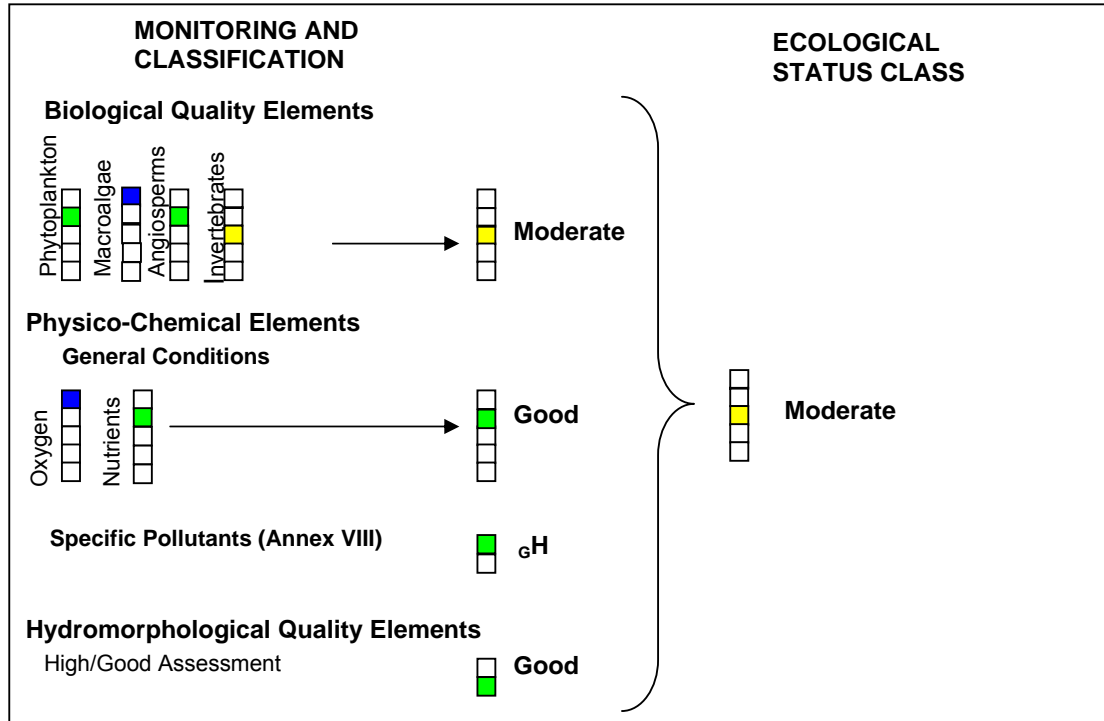 MONITORING AND
CLASSIFICATION
ECOLOGICAL
STATUS CLASS
Biological Quality Elements
Phytoplankton
Macroalgae
Angiosperms
Invertebrates
Moderate
Physico-Chemical Elements
General Conditions
Oxygen
Nutrients
Good
Moderate
Specific Pollutants (Annex VIII)
GH
Hydromorphological Quality Elements
High/Good Assessment
Good